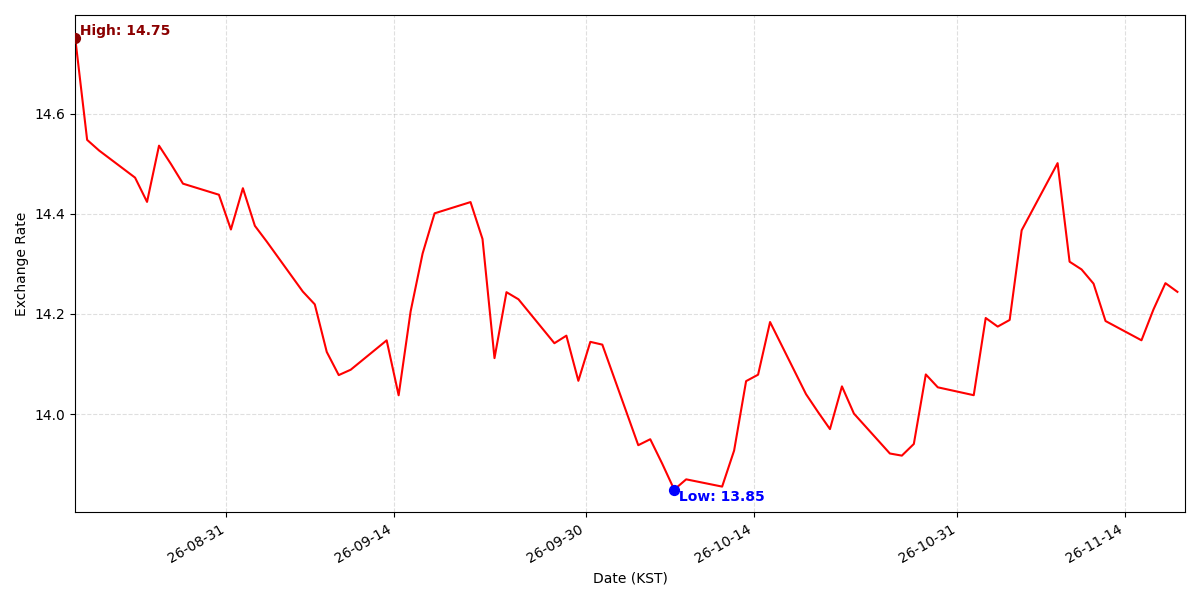 High: 14.75
14.6
14.4
14.2
14.0
Exchange Rate
Low: 13.85
26-08-31
26-09-14
26-09-30
26-10-14
26-10-31
26-11-14
Date (KST)